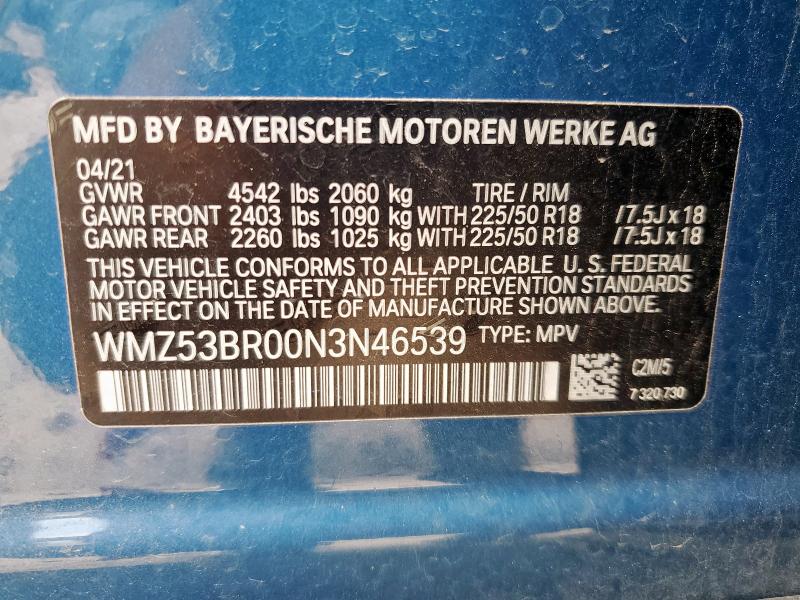 MFD BY BAYERISCHE MOTOREN WERKE AG
04/21
GVWR 4542 lbs 2060 kg TIRE / RIM
GAWR FRONT 2403 lbs 1090 kg WITH 225/50 R18 /7.5J x 18
GAWR REAR 2260 lbs 1025 kg WITH 225/50 R18 /7.5J x 18
THIS VEHICLE CONFORMS TO ALL APPLICABLE U. S. FEDERAL
MOTOR VEHICLE SAFETY AND THEFT PREVENTION STANDARDS
IN EFFECT ON THE DATE OF MANUFACTURE SHOWN ABOVE.
WMZ53BR00N3N46539 TYPE: MPV
C2M/5
7 320 730